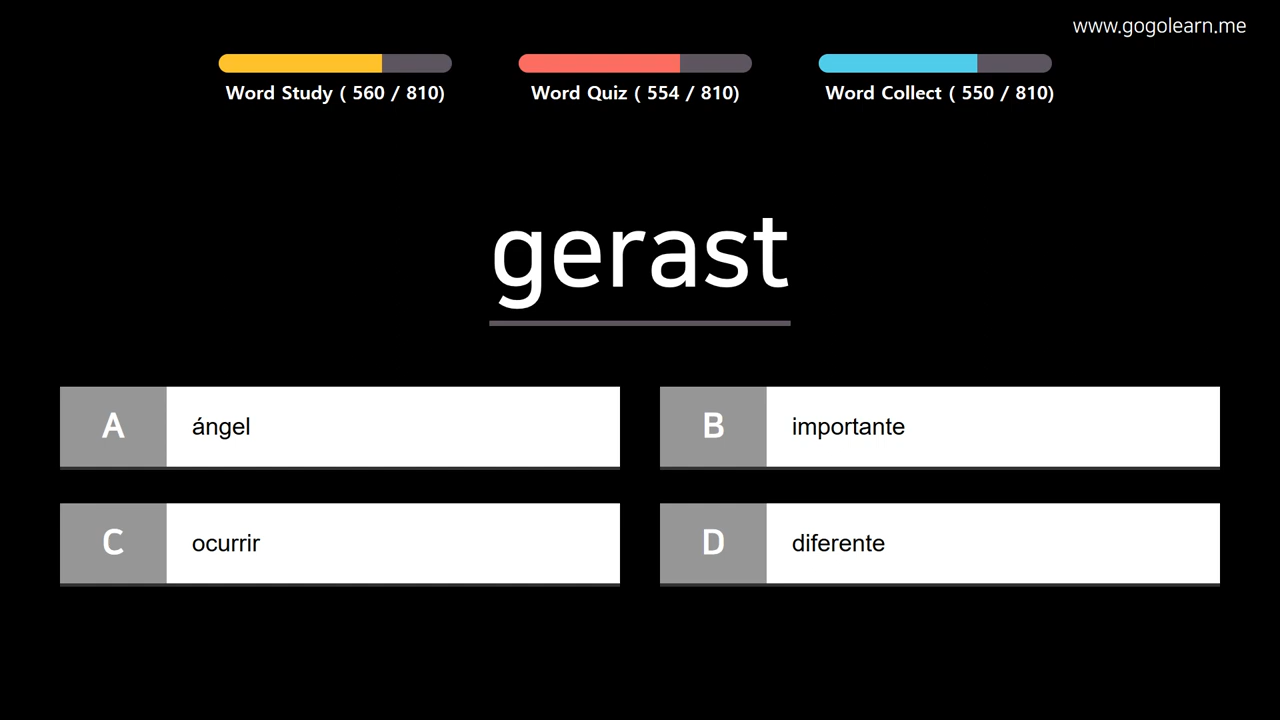 www.gogolearn.me
Word Study ( 560 / 810)
Word Quiz ( 554 / 810)
Word Collect ( 550 / 810)
gerast
A ángel
B importante
C ocurrir
D diferente